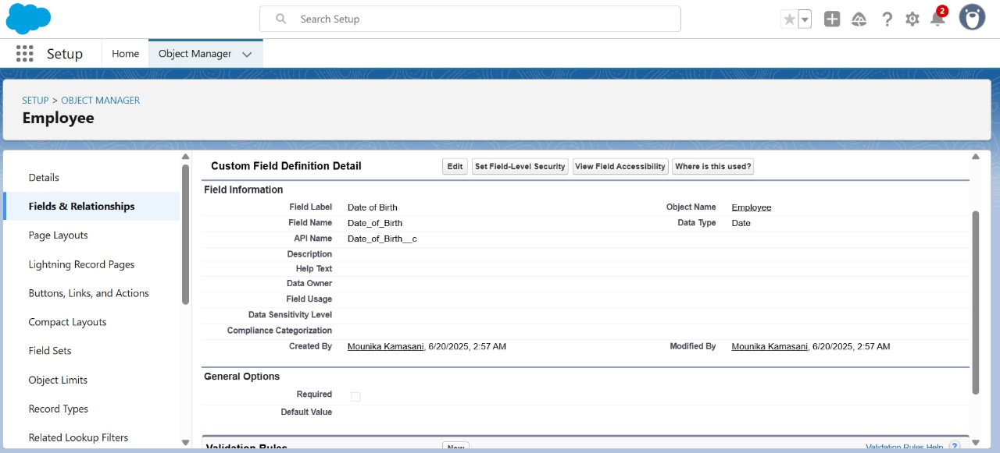 Search Setup
2
Setup
Home
Object Manager
SETUP > OBJECT MANAGER
Employee
Details
Fields & Relationships
Page Layouts
Lightning Record Pages
Buttons, Links, and Actions
Compact Layouts
Field Sets
Object Limits
Record Types
Related Lookup Filters
Custom Field Definition Detail
Edit
Set Field-Level Security
View Field Accessibility
Where is this used?
Field Information
Field Label Date of Birth Object Name Employee
Field Name Date_of_Birth Data Type Date
API Name Date_of_Birth__c
Description
Help Text
Data Owner
Field Usage
Data Sensitivity Level
Compliance Categorization
Created By Mounika Kamasani, 6/20/2025, 2:57 AM Modified By Mounika Kamasani, 6/20/2025, 2:57 AM
General Options
Required
Default Value
Validation Rules New Validation Rules Help ?